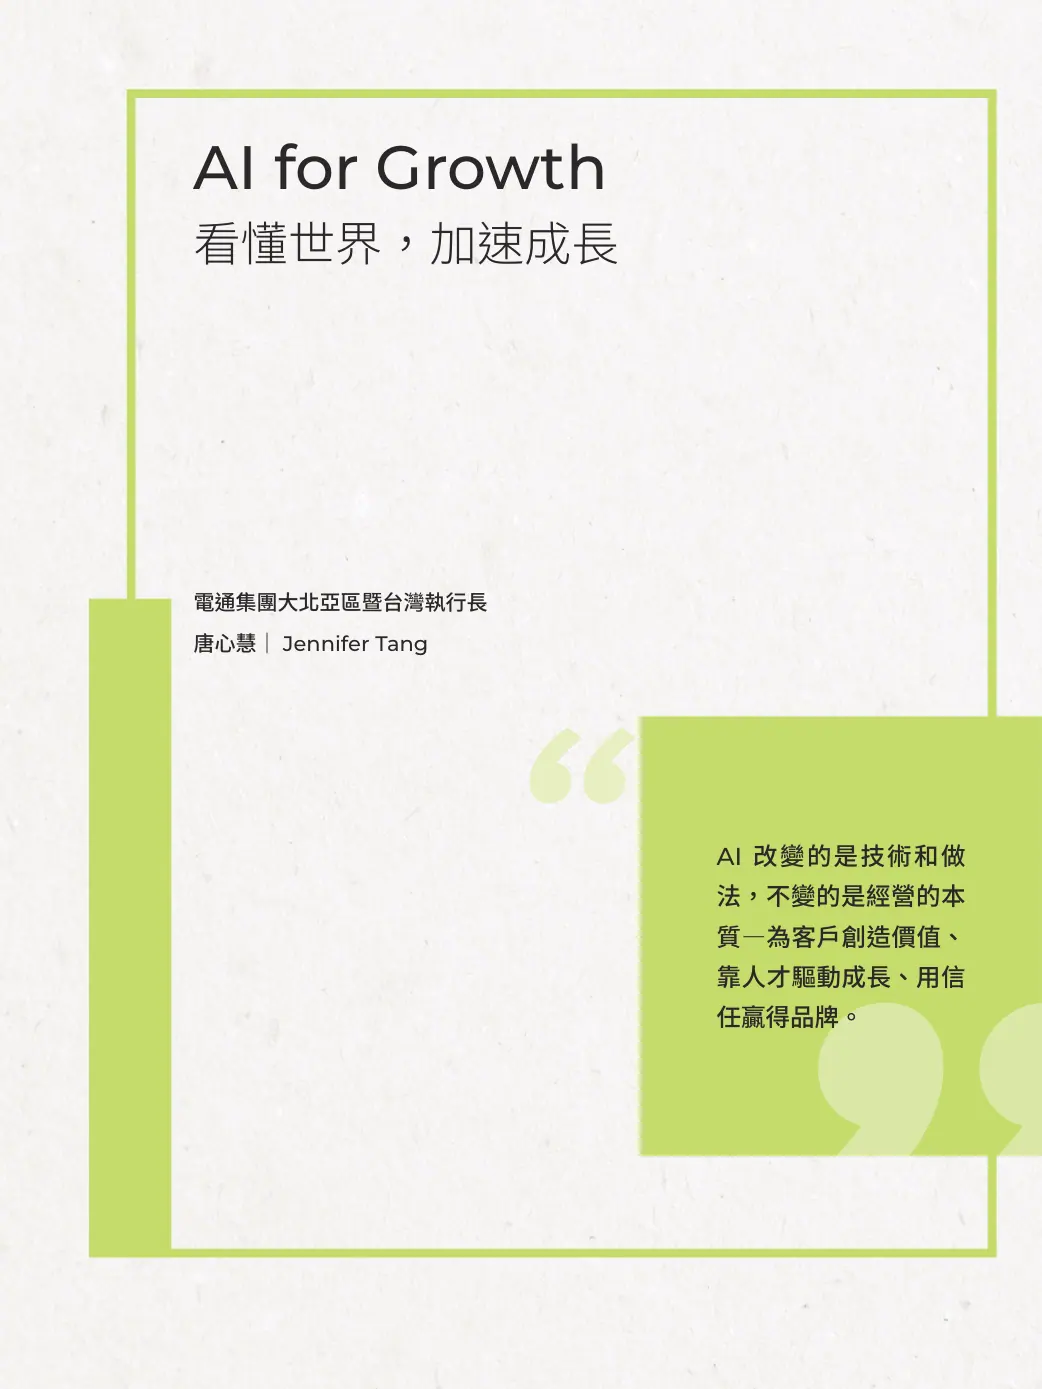 AI for Growth
看懂世界，加速成長
電通集團大北亞區暨台灣執行長
唐心慧｜ Jennifer Tang
“
AI 改變的是技術和做
法，不變的是經營的本
質—為客戶創造價值、
靠人才驅動成長、用信
任贏得品牌。
”